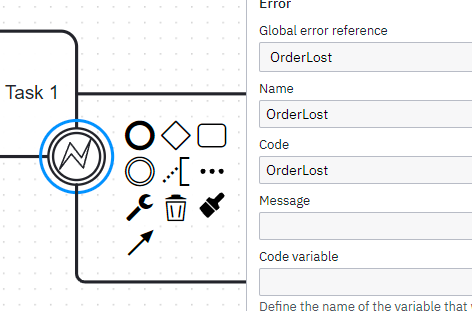 Error
Global error reference
OrderLost
Name
Task 1
OrderLost
Code
OrderLost
Message
Code variable
Define the name of the variable that